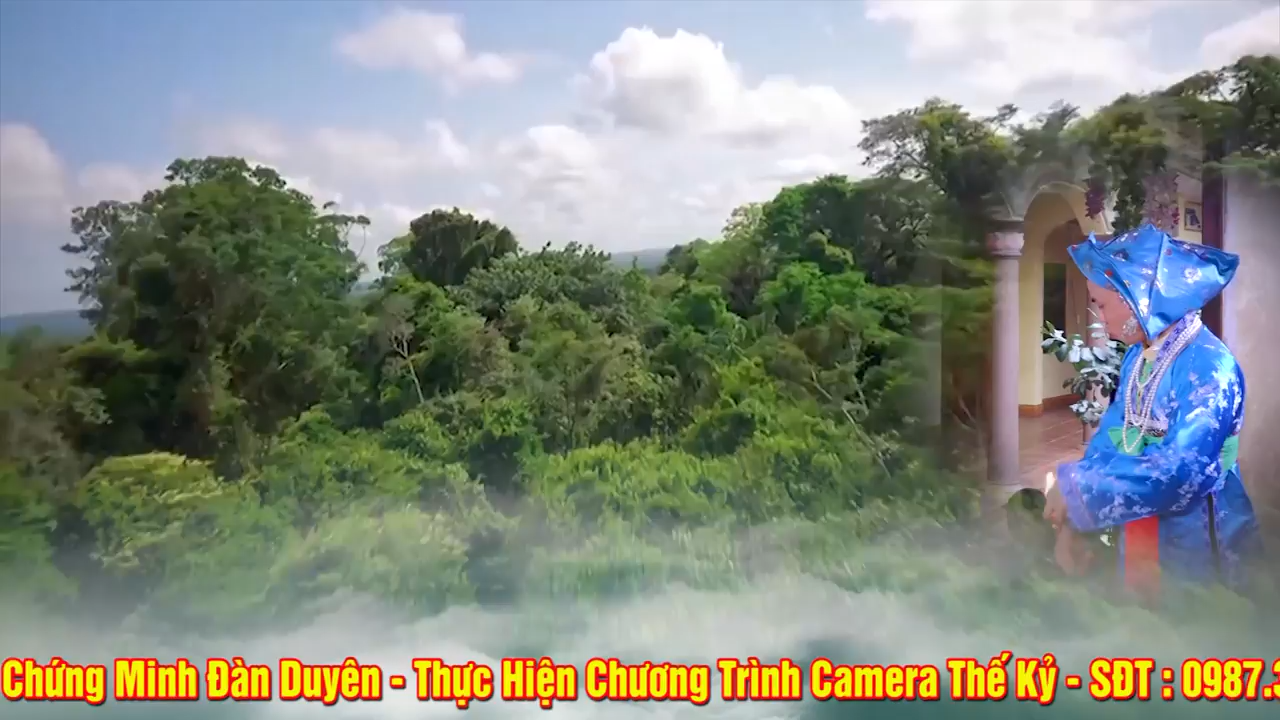 Chứng Minh Đàn Duyên - Thực Hiện Chương Trình Camera Thế Kỷ - SĐT : 0987.